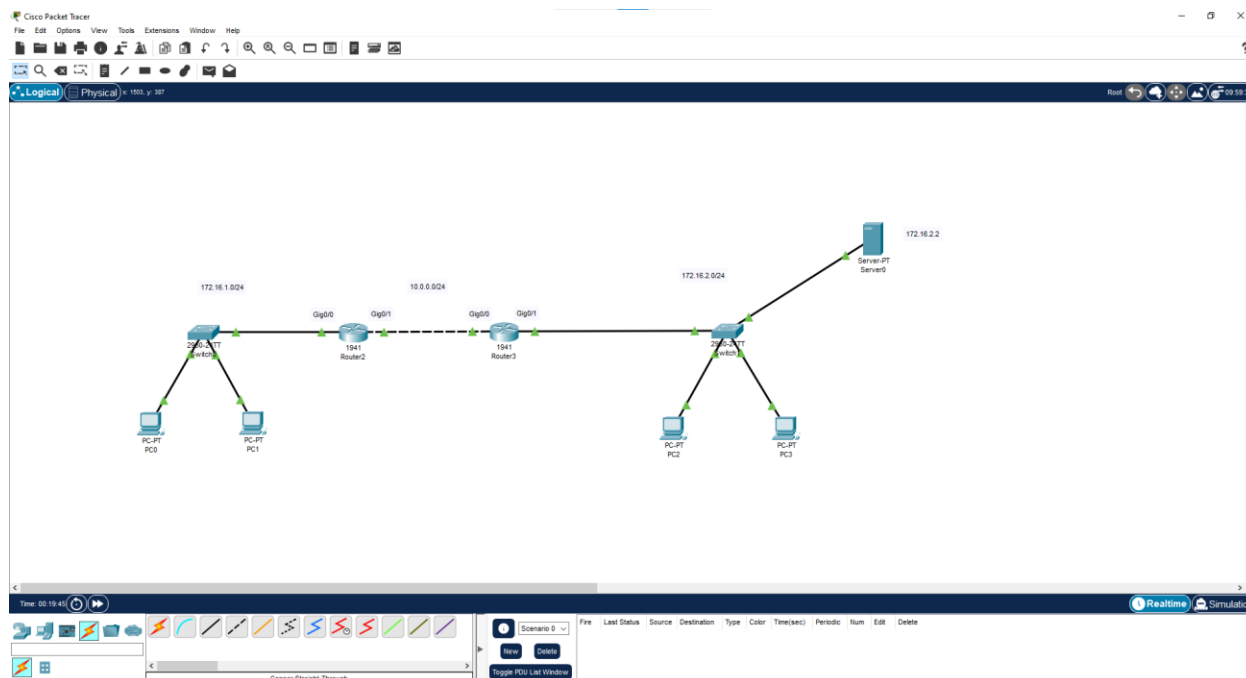 Cisco Packet Tracer
File Edit Options View Tools Extensions Window Help
Logical Physical x: 1503, y: 387
Root 09:59:
172.16.2.2
Server-PT
Server0
172.16.2.0/24
172.16.1.0/24
10.0.0.0/24
Gig0/0 Gig0/1 Gig0/0 Gig0/1
1941
Router2
1941
Router3
PC-PT
PC0
PC-PT
PC1
PC-PT
PC2
PC-PT
PC3
Time: 00:19:45
Realtime Simulatio
Scenario 0
New Delete
Toggle PDU List Window
Fire Last Status Source Destination Type Color Time(sec) Periodic Num Edit Delete